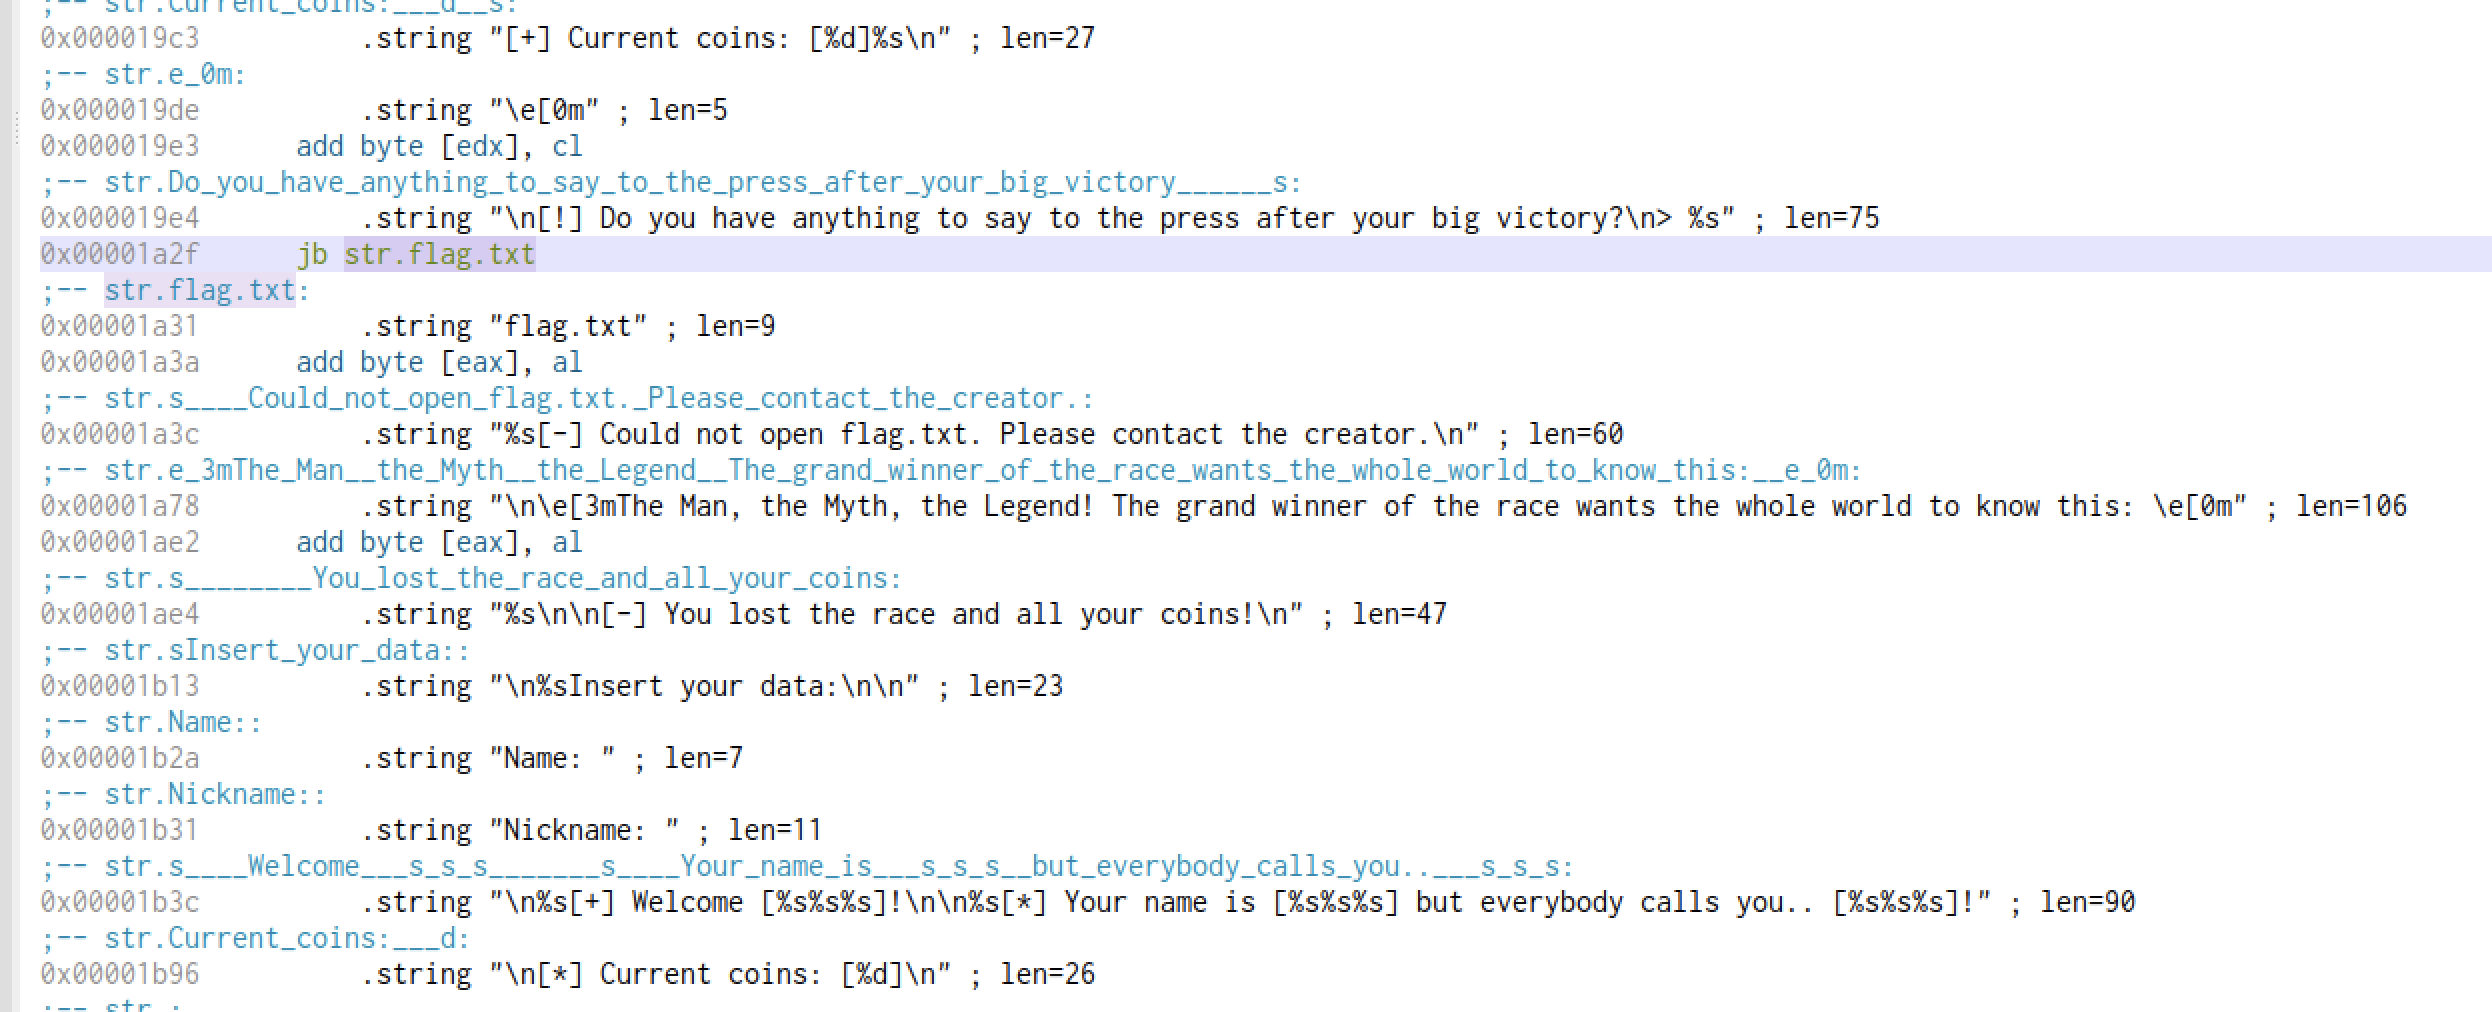 ;-- str.Current_coins:___d__s:
0x000019c3 .string "[+] Current coins: [%d]%s\n" ; len=27
;-- str.e_0m:
0x000019de .string "\e[0m" ; len=5
0x000019e3 add byte [edx], cl
;-- str.Do_you_have_anything_to_say_to_the_press_after_your_big_victory______s:
0x000019e4 .string "\n[!] Do you have anything to say to the press after your big victory?\n> %s" ; len=75
0x00001a2f jb str.flag.txt
;-- str.flag.txt:
0x00001a31 .string "flag.txt" ; len=9
0x00001a3a add byte [eax], al
;-- str.s____Could_not_open_flag.txt._Please_contact_the_creator.:
0x00001a3c .string "%s[-] Could not open flag.txt. Please contact the creator.\n" ; len=60
;-- str.e_3mThe_Man__the_Myth__the_Legend__The_grand_winner_of_the_race_wants_the_whole_world_to_know_this:__e_0m:
0x00001a78 .string "\n\e[3mThe Man, the Myth, the Legend! The grand winner of the race wants the whole world to know this: \e[0m" ; len=106
0x00001ae2 add byte [eax], al
;-- str.s________You_lost_the_race_and_all_your_coins:
0x00001ae4 .string "%s\n\n[-] You lost the race and all your coins!\n" ; len=47
;-- str.sInsert_your_data::
0x00001b13 .string "\n%sInsert your data:\n\n" ; len=23
;-- str.Name::
0x00001b2a .string "Name: " ; len=7
;-- str.Nickname::
0x00001b31 .string "Nickname: " ; len=11
;-- str.s____Welcome___s_s_s_______s____Your_name_is___s_s_s__but_everybody_calls_you..___s_s_s:
0x00001b3c .string "\n%s[+] Welcome [%s%s%s]!\n\n%s[*] Your name is [%s%s%s] but everybody calls you.. [%s%s%s]!" ; len=90
;-- str.Current_coins:___d:
0x00001b96 .string "\n[*] Current coins: [%d]\n" ; len=26